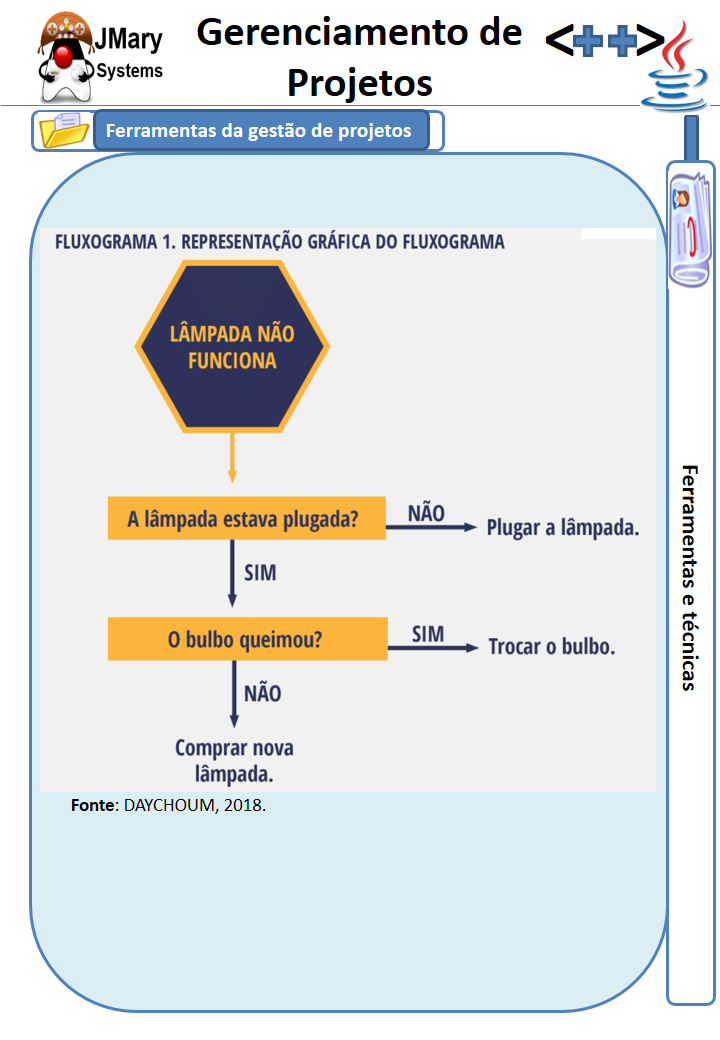 JMary
Systems
Gerenciamento de
Projetos
<++>
Ferramentas da gestão de projetos
FLUXOGRAMA 1. REPRESENTAÇÃO GRÁFICA DO FLUXOGRAMA
LÂMPADA NÃO
FUNCIONA
A lâmpada estava plugada?
NÃO
Plugar a lâmpada.
SIM
O bulbo queimou?
SIM
Trocar o bulbo.
NÃO
Comprar nova
lâmpada.
Fonte: DAYCHOUM, 2018.
Ferramentas e técnicas